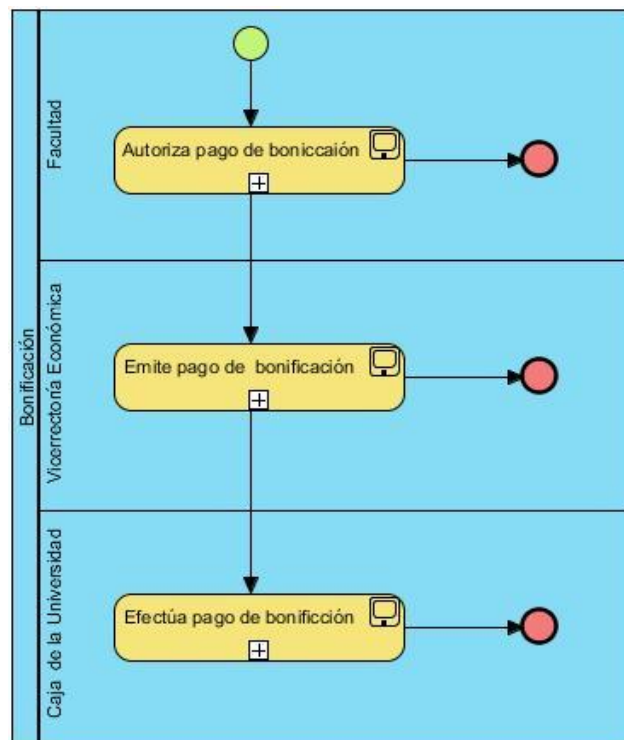 Bonificación
Facultad
Autoriza pago de boniccaión
Vicerrectoría Económica
Emite pago de bonificación
Caja de la Universidad
Efectúa pago de bonificción